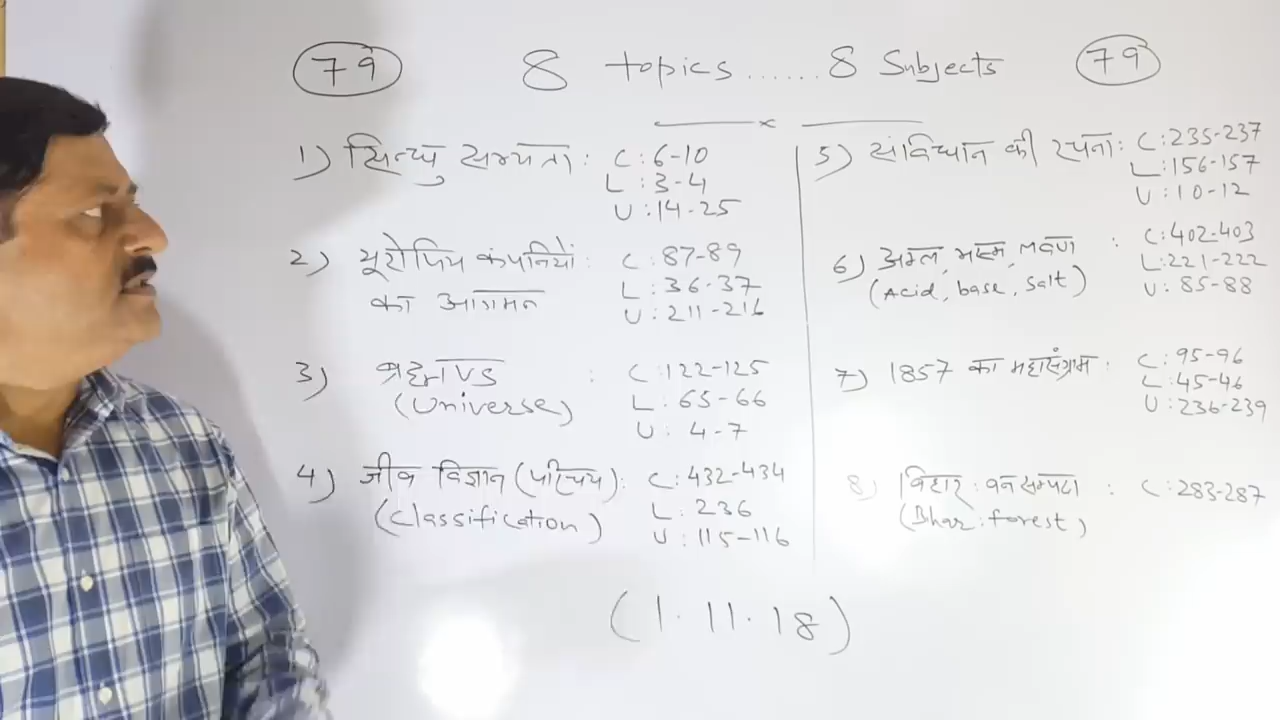 79 8 topics...... 8 Subjects 79
1) सिन्धु सभ्यता : C : 6-10
L : 3-4
U : 14-25
2) यूरोपिय कंपनियों : C : 87-89
का आगमन L : 36-37
U : 211-216
3) ब्रह्माण्ड : C : 122-125
(Universe) L : 65-66
U : 4-7
4) जीव विज्ञान (परिचय) : C : 432-434
(Classification) L : 236
U : 115-116
5) संविधान की रचना : C : 235-237
L : 156-157
U : 10-12
6) अम्ल, भस्म, लवण : C : 402-403
(Acid, base, salt) L : 221-222
U : 85-88
7) 1857 का महासंग्राम : C : 95-96
L : 45-46
U : 236-239
8) बिहार : वन सम्पदा : C : 283-287
(Bhar : forest)
(1.11.18)